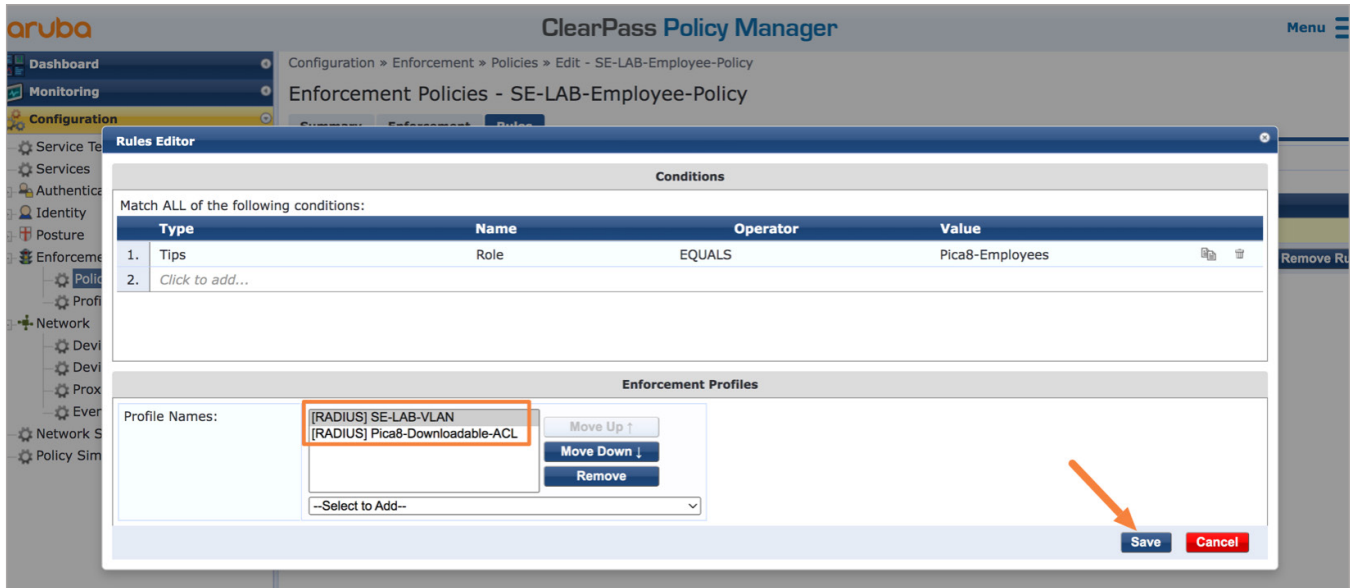 aruba
ClearPass Policy Manager
Menu
Dashboard
Configuration » Enforcement » Policies » Edit - SE-LAB-Employee-Policy
Monitoring
Enforcement Policies - SE-LAB-Employee-Policy
Configuration
Summary Enforcement Rules
Rules Editor
Service Te
Services
Authentica
Identity
Posture
Enforceme
Polic
Profi
Network
Devi
Devi
Prox
Ever
Network S
Policy Sim
Conditions
Match ALL of the following conditions:
Type Name Operator Value
1. Tips Role EQUALS Pica8-Employees
2. Click to add...
Remove Ru
Enforcement Profiles
Profile Names:
[RADIUS] SE-LAB-VLAN
[RADIUS] Pica8-Downloadable-ACL
Move Up ↑
Move Down ↓
Remove
--Select to Add--
Save Cancel